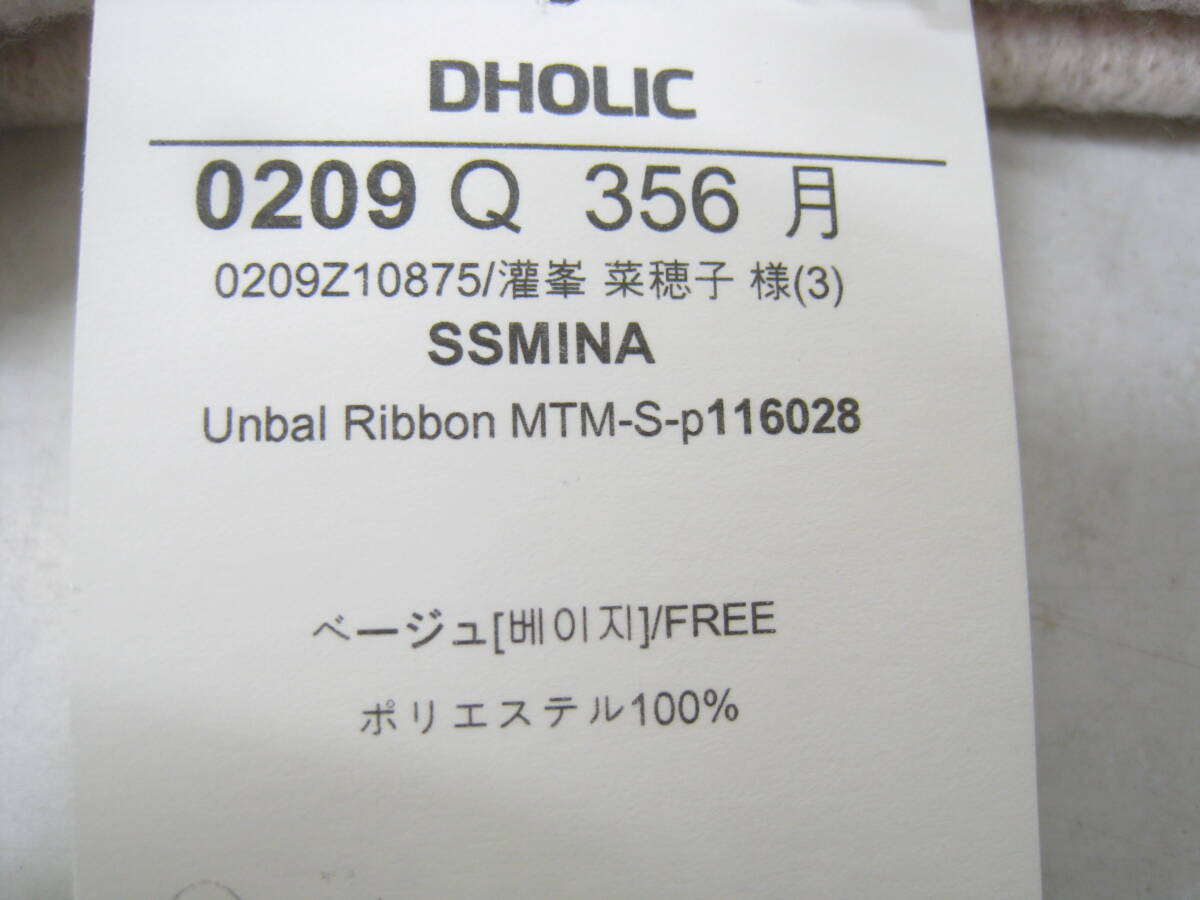 DHOLIC
0209 Q 356 月
0209Z10875/灌峯 菜穂子 様(3)
SSMINA
Unbal Ribbon MTM-S-p116028
ベージュ[베이지]/FREE
ポリエステル100%